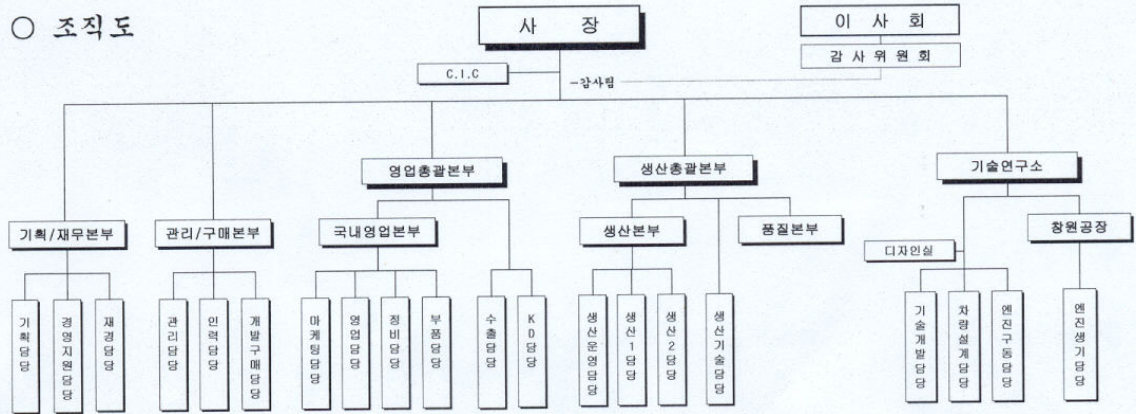 ○ 조직도
사 장
이 사 회
감 사 위 원 회
C.I.C
-감사팀
영업총괄본부
생산총괄본부
기술연구소
기획/재무본부
관리/구매본부
국내영업본부
생산본부
품질본부
창원공장
디자인실
기획담당
경영지원담당
재경담당
관리담당
인력담당
개발구매담당
마케팅담당
영업담당
정비담당
부품담당
수출담당
KD담당
생산운영담당
생산1담당
생산2담당
생산기술담당
기술개발담당
차량설계담당
엔진구동담당
엔진생기담당